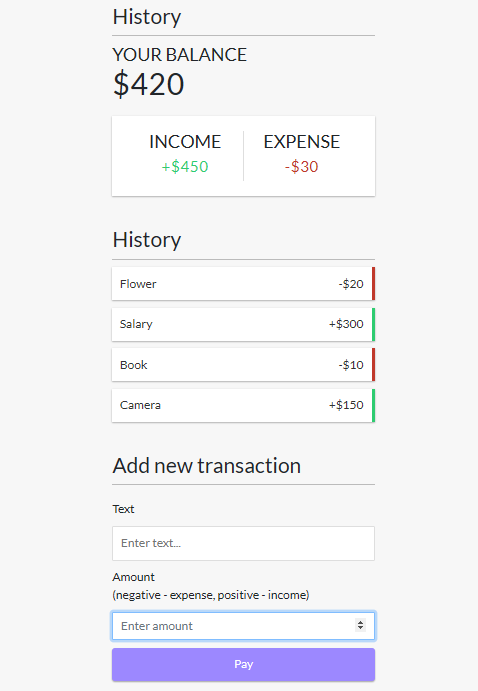 History
YOUR BALANCE
$420
INCOME EXPENSE
+$450 -$30
History
Flower -$20
Salary +$300
Book -$10
Camera +$150
Add new transaction
Text
Enter text...
Amount
(negative - expense, positive - income)
Enter amount
Pay